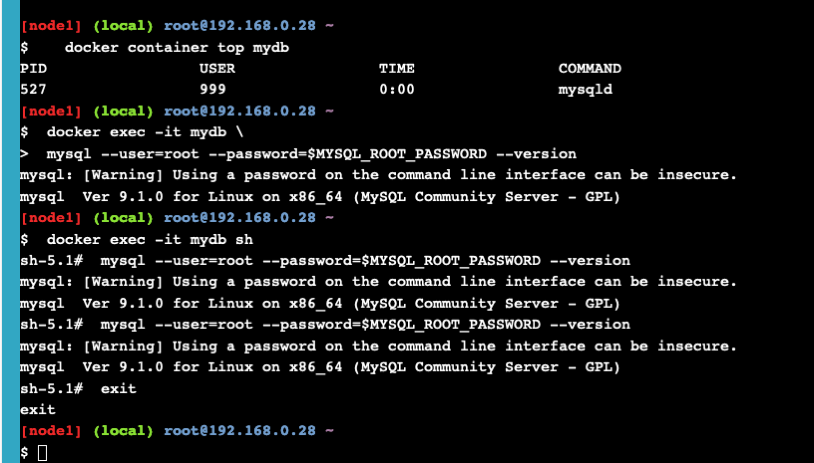 [node1] (local) root@192.168.0.28 ~
$    docker container top mydb
PID                 USER                TIME                COMMAND
527                 999                 0:00                mysqld
[node1] (local) root@192.168.0.28 ~
$  docker exec -it mydb \
>  mysql --user=root --password=$MYSQL_ROOT_PASSWORD --version
mysql: [Warning] Using a password on the command line interface can be insecure.
mysql  Ver 9.1.0 for Linux on x86_64 (MySQL Community Server - GPL)
[node1] (local) root@192.168.0.28 ~
$  docker exec -it mydb sh
sh-5.1#  mysql --user=root --password=$MYSQL_ROOT_PASSWORD --version
mysql: [Warning] Using a password on the command line interface can be insecure.
mysql  Ver 9.1.0 for Linux on x86_64 (MySQL Community Server - GPL)
sh-5.1#  mysql --user=root --password=$MYSQL_ROOT_PASSWORD --version
mysql: [Warning] Using a password on the command line interface can be insecure.
mysql  Ver 9.1.0 for Linux on x86_64 (MySQL Community Server - GPL)
sh-5.1#  exit
exit
[node1] (local) root@192.168.0.28 ~
$